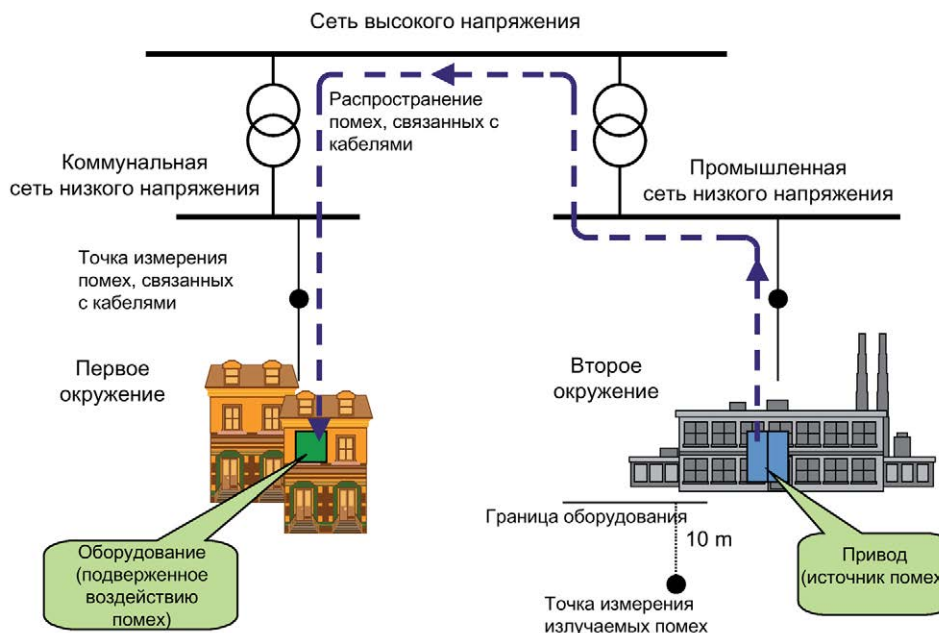 Сеть высокого напряжения
Распространение
помех, связанных с
кабелями
Коммунальная
сеть низкого напряжения
Промышленная
сеть низкого напряжения
Точка измерения
помех, связанных
с кабелями
Первое
окружение
Второе
окружение
Граница оборудования
10 m
Оборудование
(подверженное
воздействию
помех)
Привод
(источник помех
Точка измерения
излучаемых помех